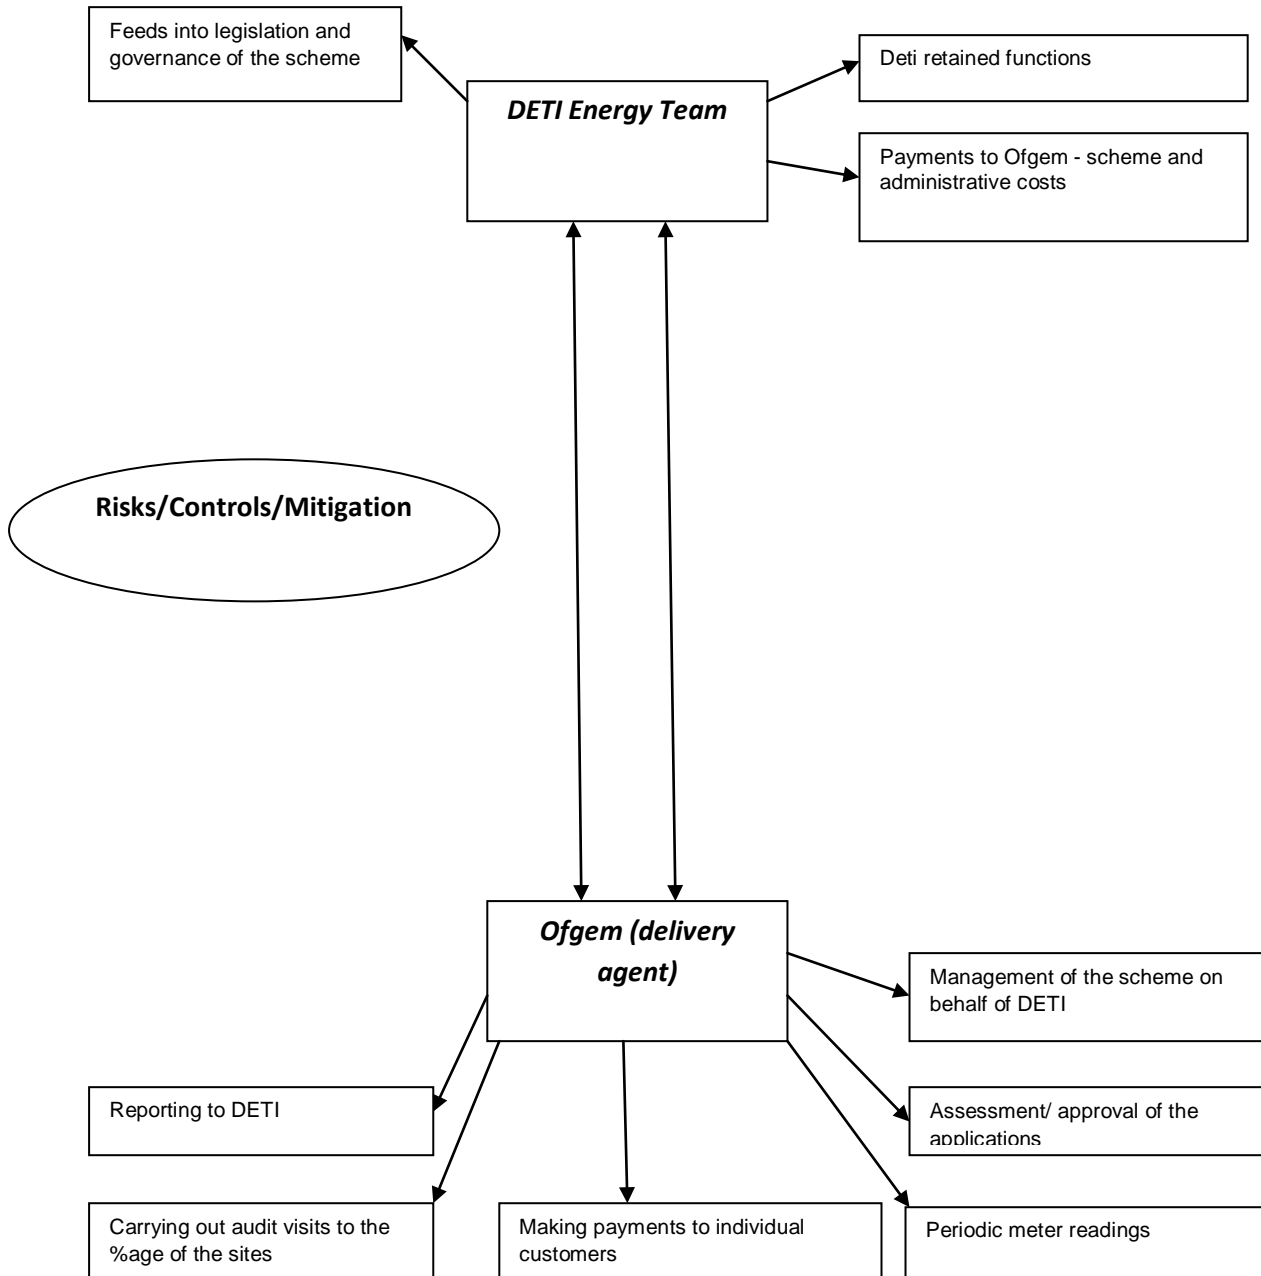 Feeds into legislation and
governance of the scheme
Deti retained functions
DETI Energy Team
Payments to Ofgem - scheme and
administrative costs
Risks/Controls/Mitigation
Ofgem (delivery
agent)
Management of the scheme on
behalf of DETI
Reporting to DETI
Assessment/ approval of the
applications
Carrying out audit visits to the
%age of the sites
Making payments to individual
customers
Periodic meter readings